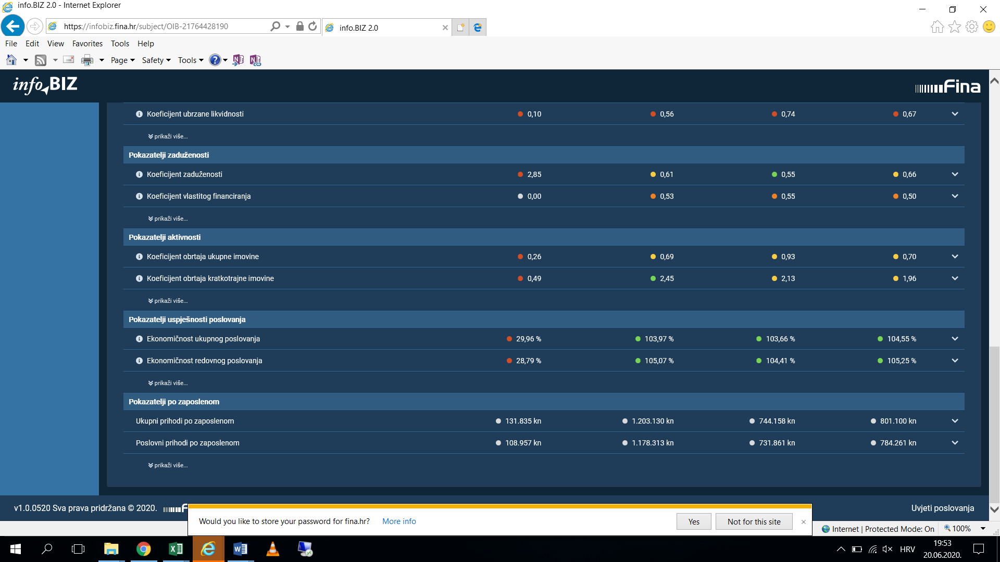 info.BIZ 2.0 - Internet Explorer
https://infobiz.fina.hr/subject/OIB-21764428190
info.BIZ 2.0
File Edit View Favorites Tools Help
Page Safety Tools
info.BIZ
Fina
Koeficijent ubrzane likvidnosti 0,10 0,56 0,74 0,67
prikaži više...
Pokazatelji zaduženosti
Koeficijent zaduženosti 2,85 0,61 0,55 0,66
Koeficijent vlastitog financiranja 0,00 0,53 0,55 0,50
prikaži više...
Pokazatelji aktivnosti
Koeficijent obrtaja ukupne imovine 0,26 0,69 0,93 0,70
Koeficijent obrtaja kratkotrajne imovine 0,49 2,45 2,13 1,96
prikaži više...
Pokazatelji uspješnosti poslovanja
Ekonomičnost ukupnog poslovanja 29,96 % 103,97 % 103,66 % 104,55 %
Ekonomičnost redovnog poslovanja 28,79 % 105,07 % 104,41 % 105,25 %
prikaži više...
Pokazatelji po zaposlenom
Ukupni prihodi po zaposlenom 131.835 kn 1.203.130 kn 744.158 kn 801.100 kn
Poslovni prihodi po zaposlenom 108.957 kn 1.178.313 kn 731.861 kn 784.261 kn
prikaži više...
v1.0.0520 Sva prava pridržana © 2020. F
Uvjeti poslovanja
Would you like to store your password for fina.hr? More info Yes Not for this site
Internet | Protected Mode: On 100%
HRV
19:53
20.06.2020.